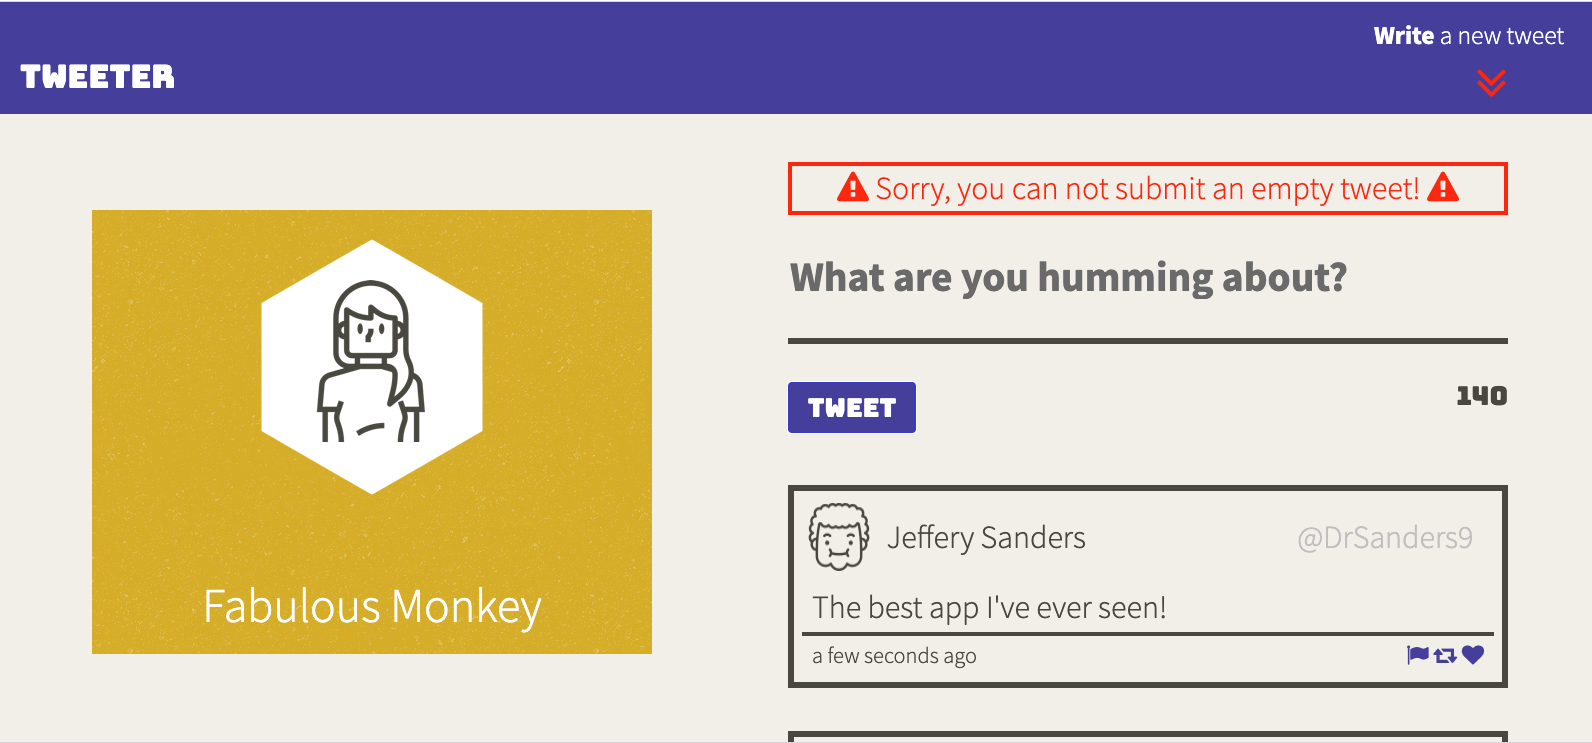 Write a new tweet
TWEETER
Sorry, you can not submit an empty tweet!
What are you humming about?
TWEET
140
Fabulous Monkey
Jeffery Sanders
@DrSanders9
The best app I've ever seen!
a few seconds ago